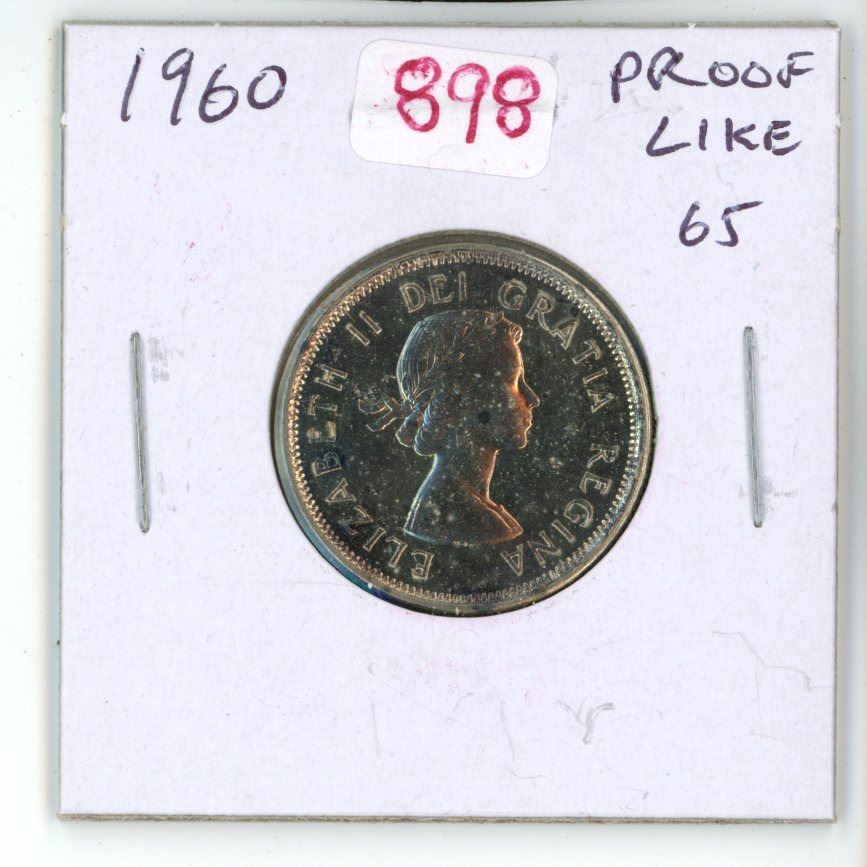 1960
898
PROOF
LIKE
65
ELIZABETH II DEI GRATIA REGINA